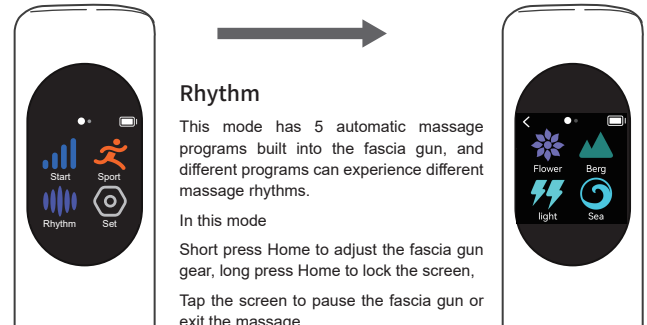 Start Sport
Rhythm Set
Rhythm
This mode has 5 automatic massage
programs built into the fascia gun, and
different programs can experience different
massage rhythms.
In this mode
Short press Home to adjust the fascia gun
gear, long press Home to lock the screen,
Tap the screen to pause the fascia gun or
exit the massage
Flower Berg
light Sea